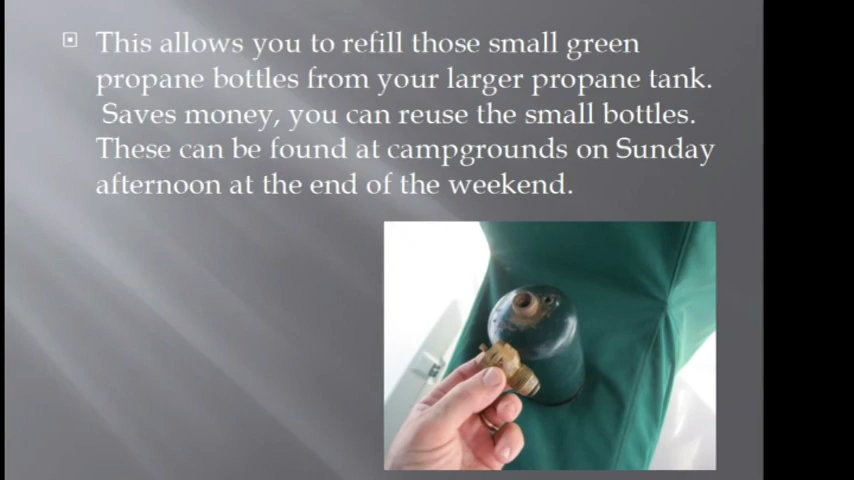 This allows you to refill those small green
propane bottles from your larger propane tank.
Saves money, you can reuse the small bottles.
These can be found at campgrounds on Sunday
afternoon at the end of the weekend.